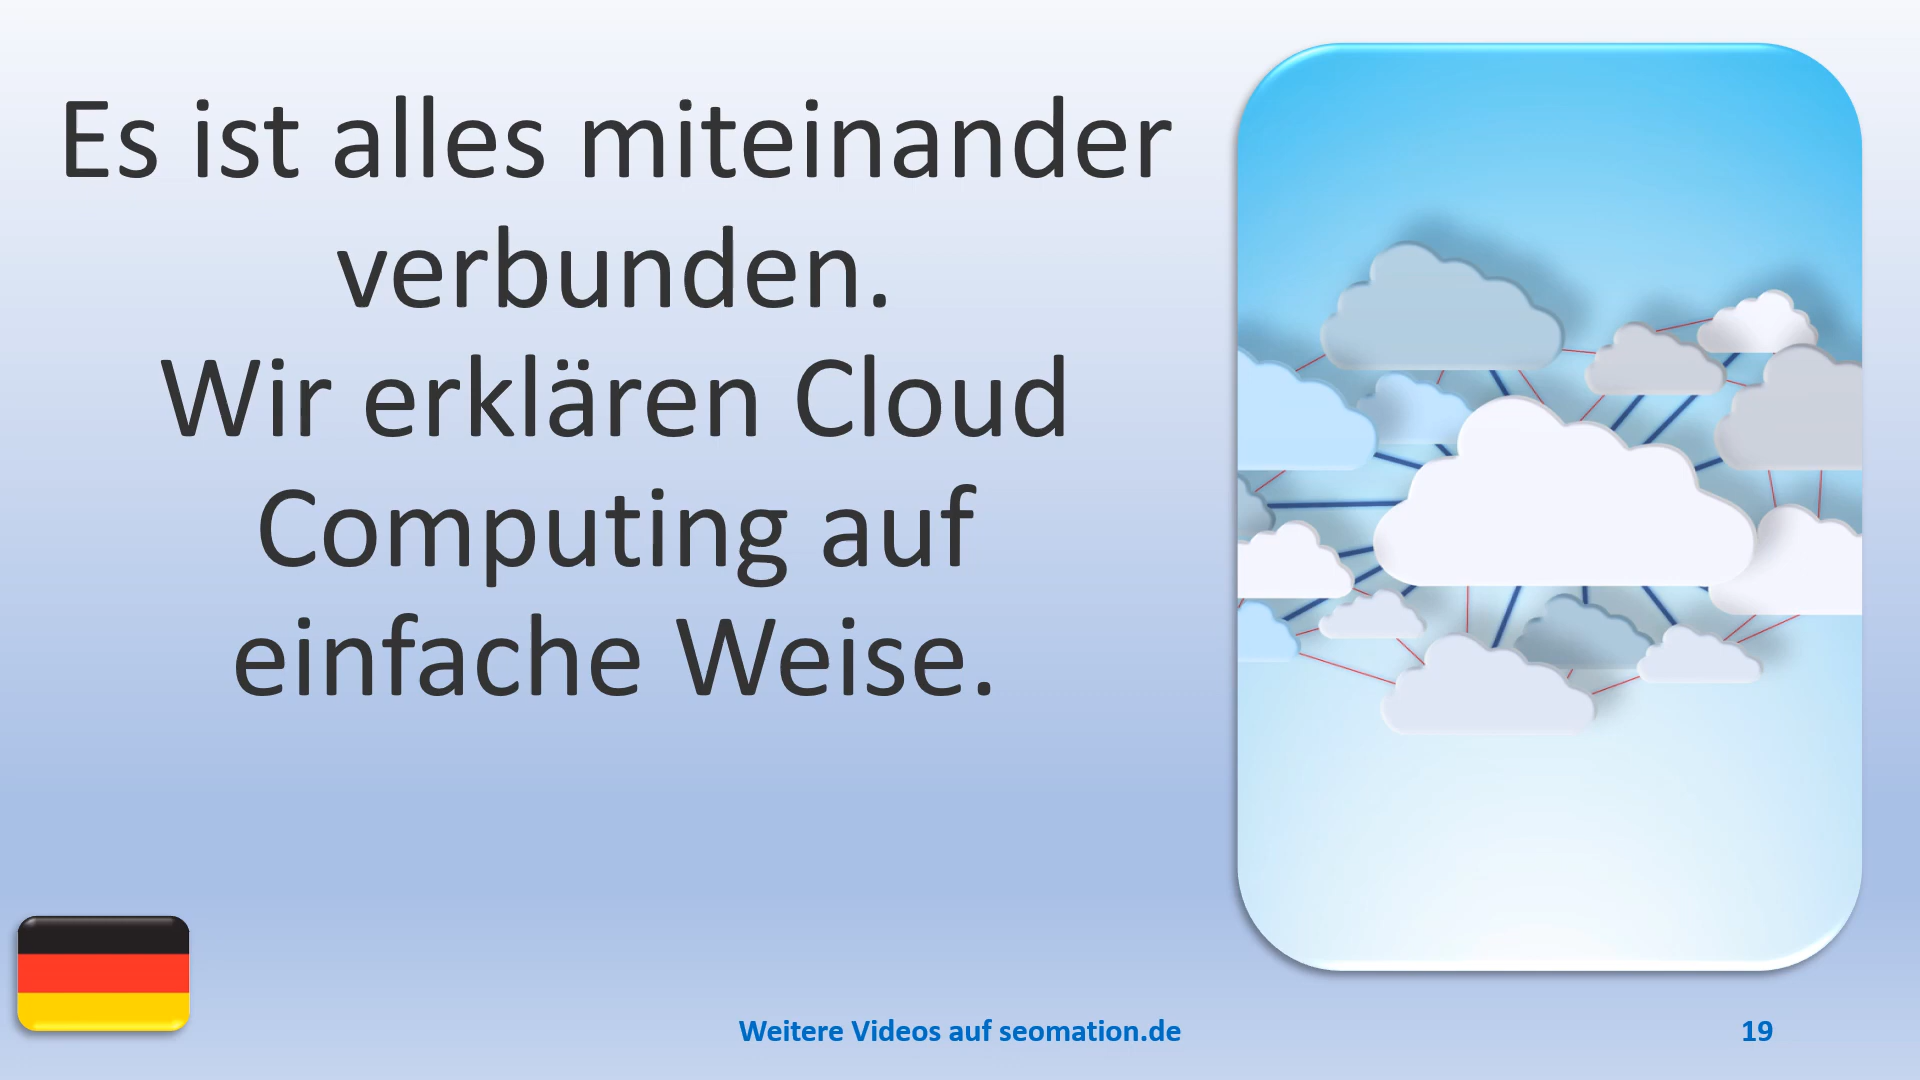 Es ist alles miteinander
verbunden.
Wir erklären Cloud
Computing auf
einfache Weise.
Weitere Videos auf seomation.de
19